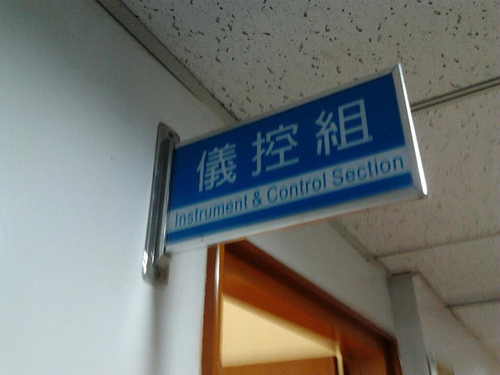 儀控組
Instrument & Control Section